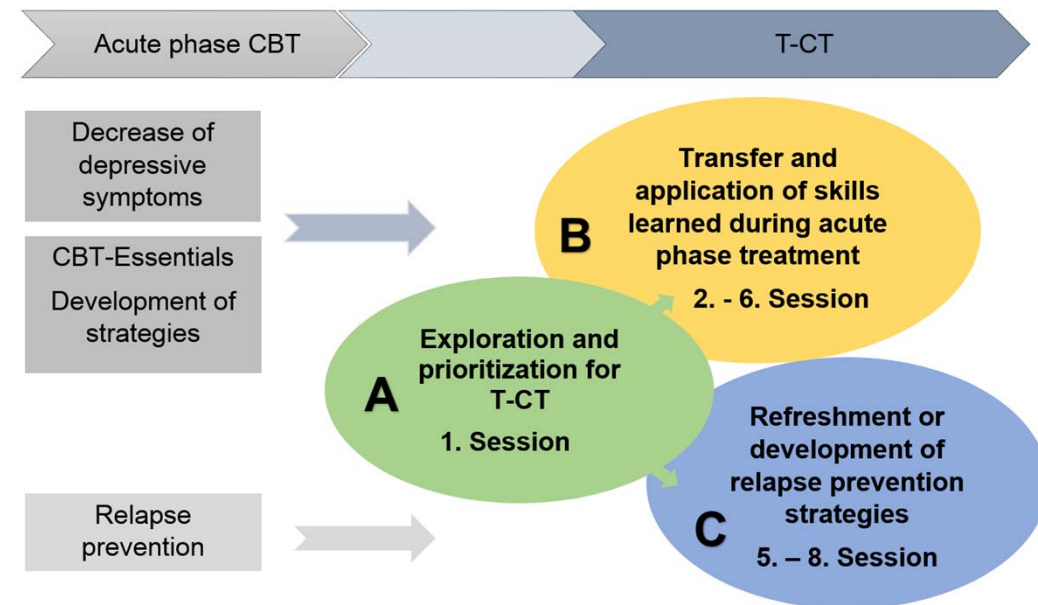 Acute phase CBT
T-CT
Decrease of
depressive
symptoms
CBT-Essentials
Development of
strategies
Relapse
prevention
A
Exploration and
prioritization for
T-CT
1. Session
B
Transfer and
application of skills
learned during acute
phase treatment
2. - 6. Session
C
Refreshment or
development of
relapse prevention
strategies
5. – 8. Session